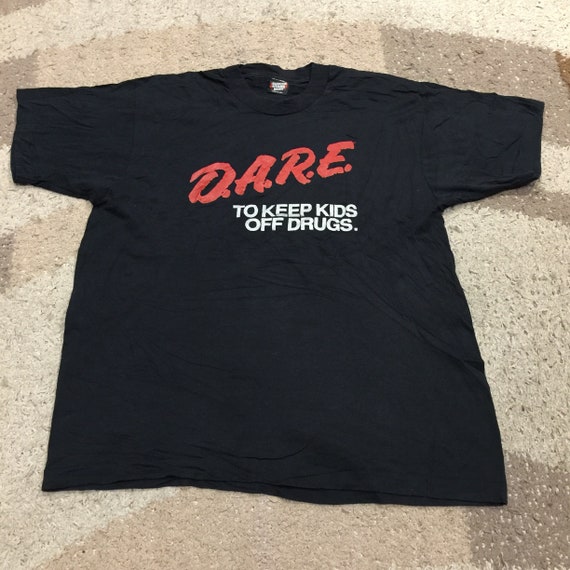 D.A.R.E.
TO KEEP KIDS
OFF DRUGS.